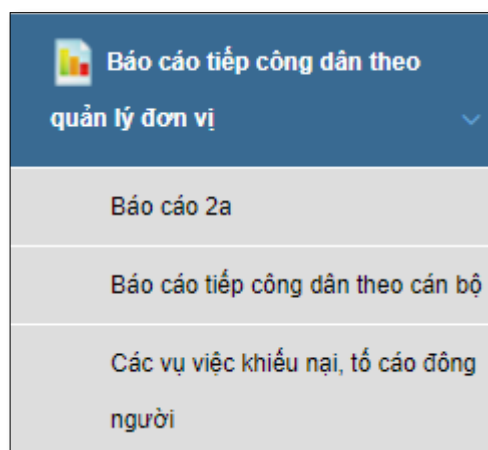 Báo cáo tiếp công dân theo
quản lý đơn vị
Báo cáo 2a
Báo cáo tiếp công dân theo cán bộ
Các vụ việc khiếu nại, tố cáo đông
người